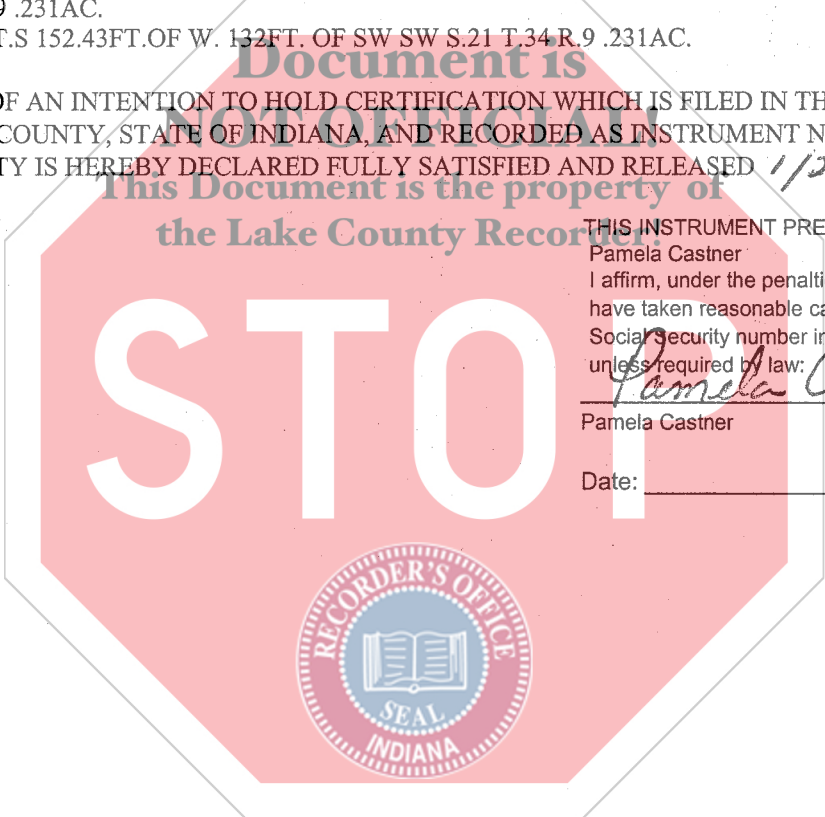 9 .231AC.
T.S 152.43FT.OF W. 132FT. OF SW SW S.21 T.34 R.9 .231AC.
Document is
OF AN INTENTION TO HOLD CERTIFICATION WHICH IS FILED IN TH
NOT OFFICIAL!
COUNTY, STATE OF INDIANA, AND RECORDED AS INSTRUMENT N
TY IS HEREBY DECLARED FULLY SATISFIED AND RELEASED 1/2
This Document is the property of
the Lake County Recorder!
THIS INSTRUMENT PRE
Pamela Castner
I affirm, under the penalti
have taken reasonable ca
Social Security number in
unless required by law:
Pamela C
Pamela Castner
Date:
STOP
RECORDER'S OFFICE
SEAL
INDIANA